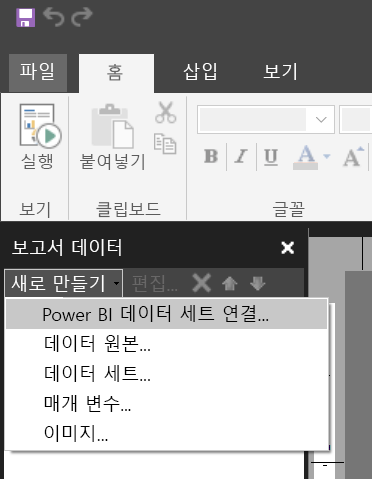 파일 홈 삽입 보기
실행 붙여넣기 B I U A A
보기 클립보드 글꼴
보고서 데이터
새로 만들기 편집...
Power BI 데이터 세트 연결...
데이터 원본...
데이터 세트...
매개 변수...
이미지...